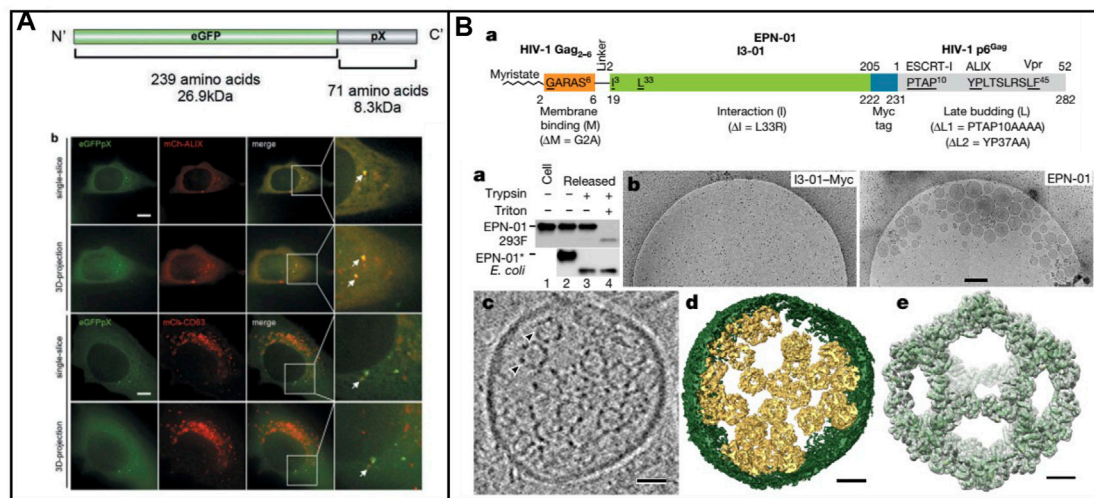 A
N'
eGFP
pX
C'
239 amino acids
26.9kDa
71 amino acids
8.3kDa
b
eGFPpX
mCh-ALIX
merge
single-slice
3D-projection
eGFPpX
mCh-CD63
merge
single-slice
3D-projection
B
a
HIV-1 Gag2–6
Linker
EPN-01
I3-01
HIV-1 p6Gag
Myristate
GARAS6
2
I3
L33
205
1
ESCRT-I
ALIX
Vpr
52
PTAP10
YPLTSLRSLF45
2
6
19
222
231
282
Membrane
binding (M)
(ΔM = G2A)
Interaction (I)
(ΔI = L33R)
Myc
tag
Late budding (L)
(ΔL1 = PTAP10AAAA)
(ΔL2 = YP37AA)
a
Cell
Released
Trypsin – – + +
Triton – – – +
EPN-01
293F
EPN-01*
E. coli
1 2 3 4
b
I3-01–Myc
EPN-01
c
d
e